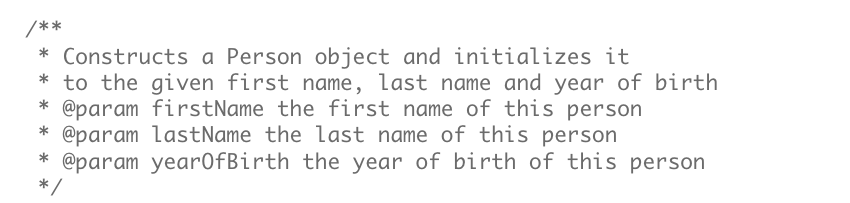 /**
 * Constructs a Person object and initializes it
 * to the given first name, last name and year of birth
 * @param firstName the first name of this person
 * @param lastName the last name of this person
 * @param yearOfBirth the year of birth of this person
 */